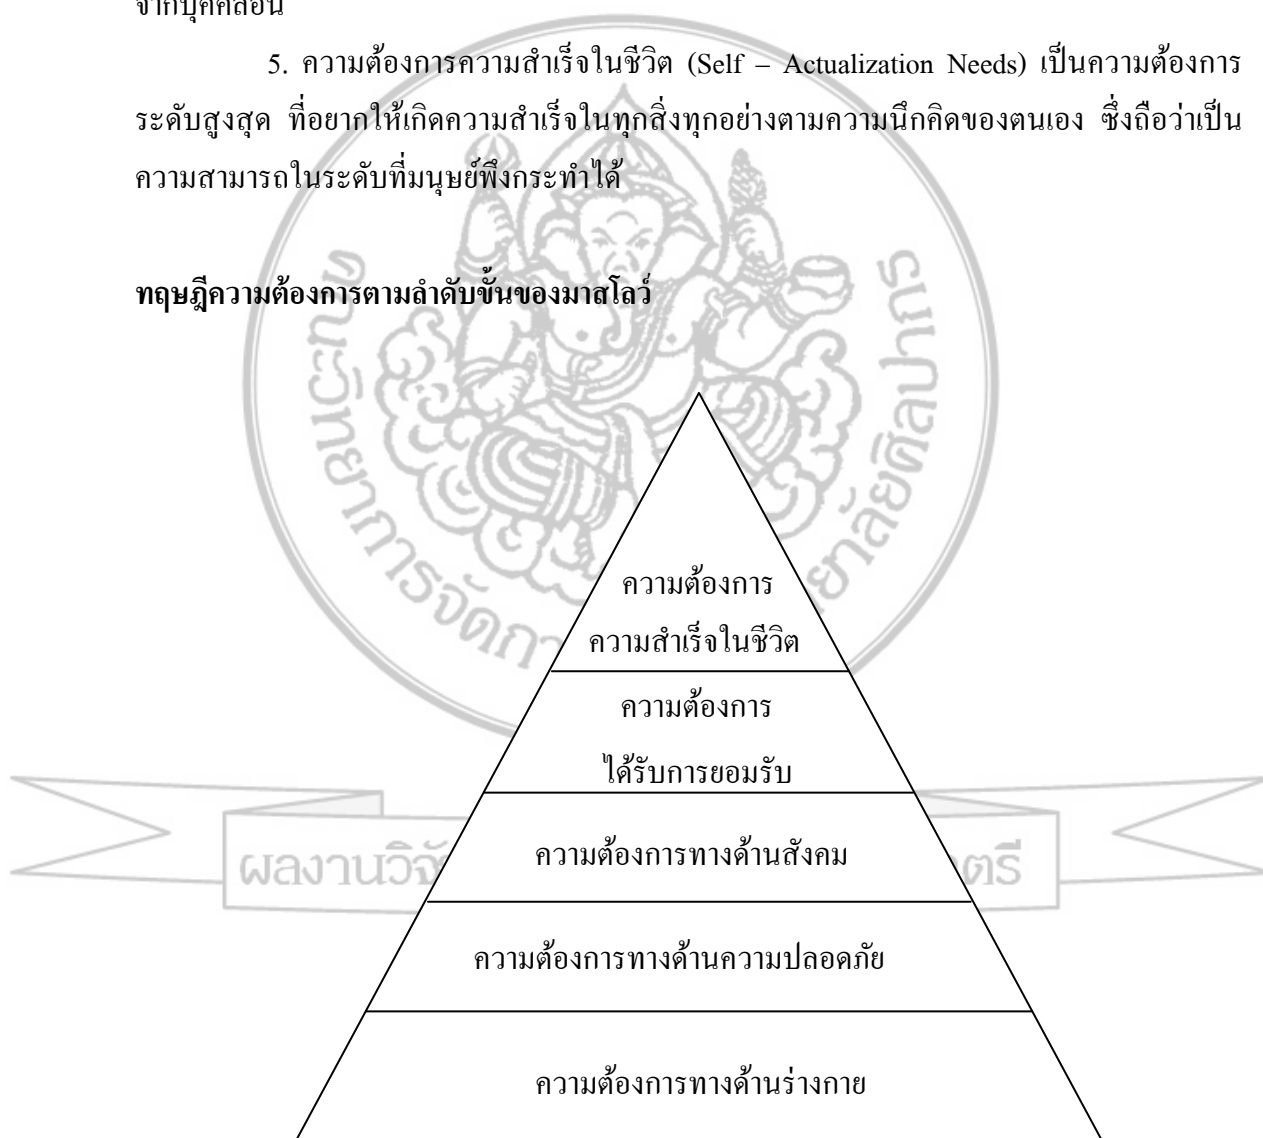 จากบุคคลอื่น
5. ความต้องการความสำเร็จในชีวิต (Self – Actualization Needs) เป็นความต้องการ
ระดับสูงสุด ที่อยากให้เกิดความสำเร็จในทุกสิ่งทุกอย่างตามความนึกคิดของตนเอง ซึ่งถือว่าเป็น
ความสามารถในระดับที่มนุษย์พึงกระทำได้
ทฤษฎีความต้องการตามลำดับขั้นของมาสโลว์
ความต้องการ
ความสำเร็จในชีวิต
ความต้องการ
ได้รับการยอมรับ
ความต้องการทางด้านสังคม
ผลงานวิจั
ตรี
ความต้องการทางด้านความปลอดภัย
ความต้องการทางด้านร่างกาย